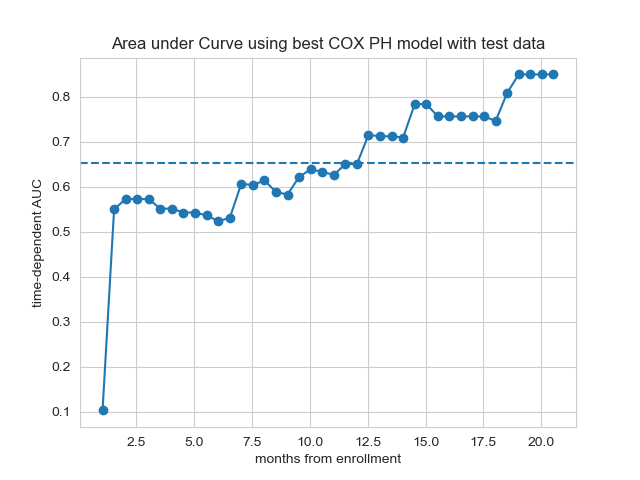 Area under Curve using best COX PH model with test data
time-dependent AUC
0.8
0.7
0.6
0.5
0.4
0.3
0.2
0.1
2.5 5.0 7.5 10.0 12.5 15.0 17.5 20.0
months from enrollment